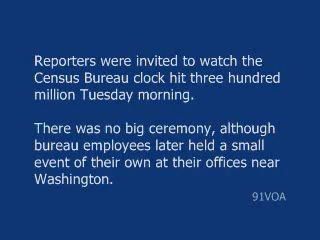 Reporters were invited to watch the
Census Bureau clock hit three hundred
million Tuesday morning.
There was no big ceremony, although
bureau employees later held a small
event of their own at their offices near
Washington.
91VOA